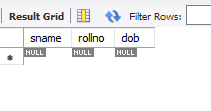 Result Grid Filter Rows:
sname rollno dob
NULL NULL NULL